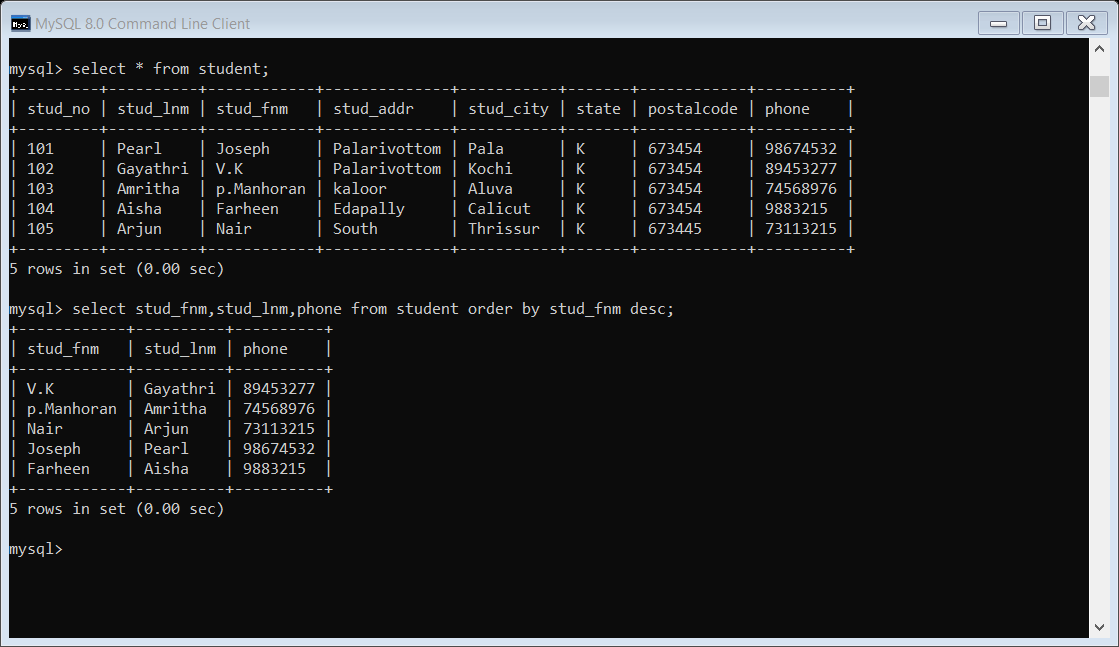 MySQL 8.0 Command Line Client
mysql> select * from student;
+---------+----------+------------+--------------+-----------+-------+------------+----------+
| stud_no | stud_lnm | stud_fnm   | stud_addr    | stud_city | state | postalcode | phone    |
+---------+----------+------------+--------------+-----------+-------+------------+----------+
| 101     | Pearl    | Joseph     | Palarivottom | Pala      | K     | 673454     | 98674532 |
| 102     | Gayathri | V.K        | Palarivottom | Kochi     | K     | 673454     | 89453277 |
| 103     | Amritha  | p.Manhoran | kaloor       | Aluva     | K     | 673454     | 74568976 |
| 104     | Aisha    | Farheen    | Edapally     | Calicut   | K     | 673454     | 9883215  |
| 105     | Arjun    | Nair       | South        | Thrissur  | K     | 673445     | 73113215 |
+---------+----------+------------+--------------+-----------+-------+------------+----------+
5 rows in set (0.00 sec)
mysql> select stud_fnm,stud_lnm,phone from student order by stud_fnm desc;
+------------+----------+----------+
| stud_fnm   | stud_lnm | phone    |
+------------+----------+----------+
| V.K        | Gayathri | 89453277 |
| p.Manhoran | Amritha  | 74568976 |
| Nair       | Arjun    | 73113215 |
| Joseph     | Pearl    | 98674532 |
| Farheen    | Aisha    | 9883215  |
+------------+----------+----------+
5 rows in set (0.00 sec)
mysql>